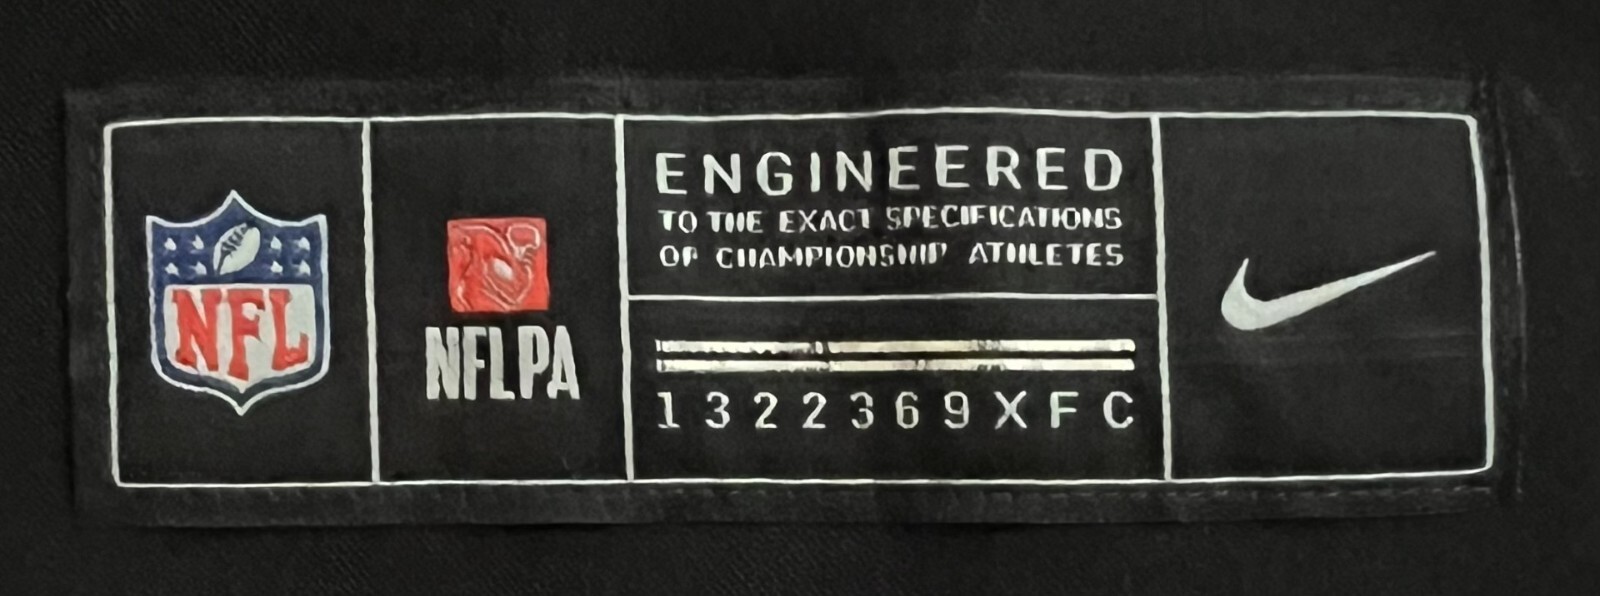 NFL
NFLPA
ENGINEERED
TO THE EXACT SPECIFICATIONS
OF CHAMPIONSHIP ATHLETES
1322369XFC